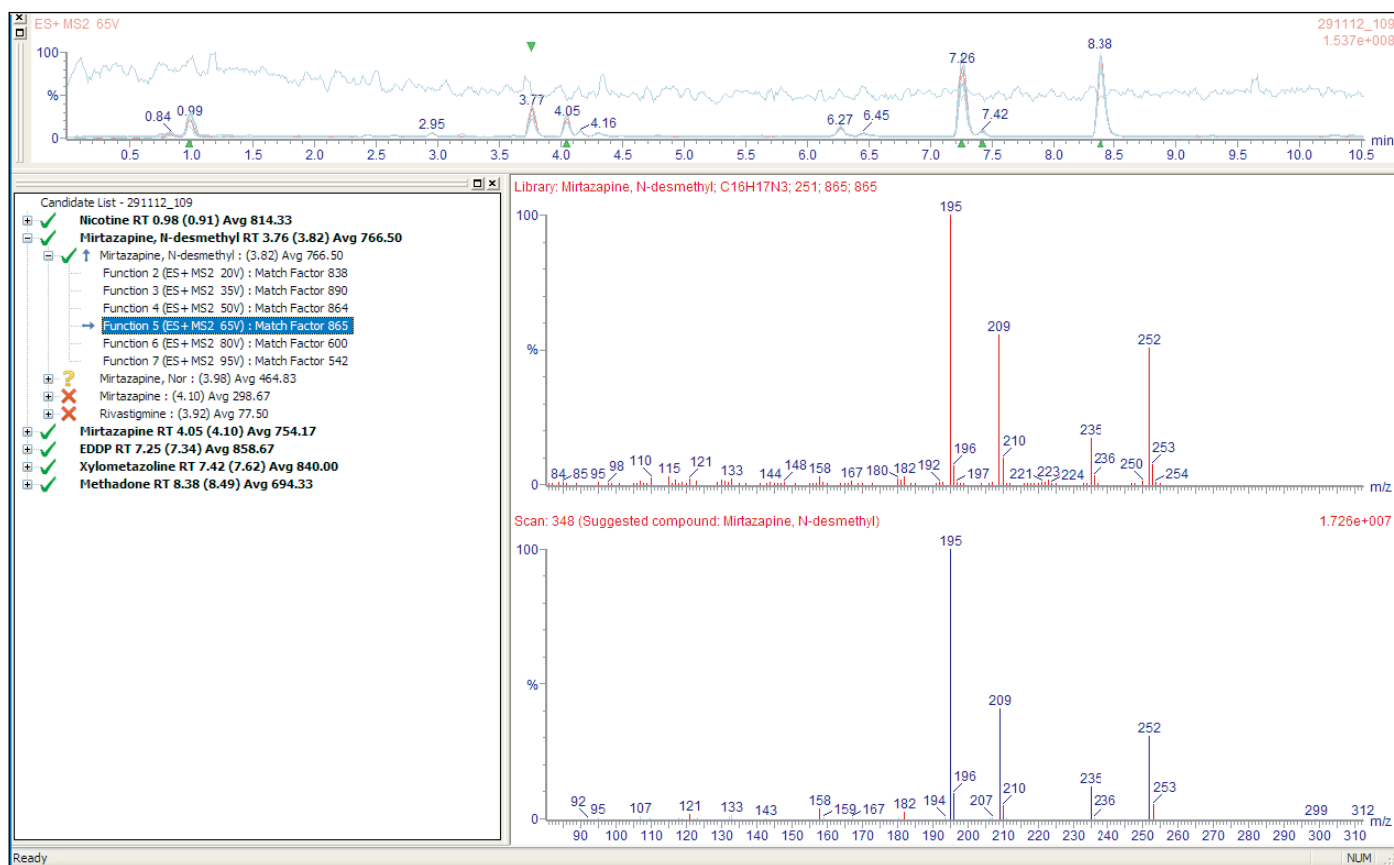 ES+ MS2 65V
291112_109
1.537e+008
100
%
0
0.84
0.99
2.95
3.77
4.05
4.16
6.27
6.45
7.26
7.42
8.38
0.5 1.0 1.5 2.0 2.5 3.0 3.5 4.0 4.5 5.0 5.5 6.0 6.5 7.0 7.5 8.0 8.5 9.0 9.5 10.0 10.5 min
Candidate List - 291112_109
Nicotine RT 0.98 (0.91) Avg 814.33
Mirtazapine, N-desmethyl RT 3.76 (3.82) Avg 766.50
Mirtazapine, N-desmethyl : (3.82) Avg 766.50
Function 2 (ES+ MS2 20V) : Match Factor 838
Function 3 (ES+ MS2 35V) : Match Factor 890
Function 4 (ES+ MS2 50V) : Match Factor 864
Function 5 (ES+ MS2 65V) : Match Factor 865
Function 6 (ES+ MS2 80V) : Match Factor 600
Function 7 (ES+ MS2 95V) : Match Factor 542
Mirtazapine, Nor : (3.98) Avg 464.83
Mirtazapine : (4.10) Avg 298.67
Rivastigmine : (3.92) Avg 77.50
Mirtazapine RT 4.05 (4.10) Avg 754.17
EDDP RT 7.25 (7.34) Avg 858.67
Xylometazoline RT 7.42 (7.62) Avg 840.00
Methadone RT 8.38 (8.49) Avg 694.33
Library: Mirtazapine, N-desmethyl; C16H17N3; 251; 865; 865
100
%
0
84
85
95
98
110
115
121
133
144
148
158
167
180
182
192
195
196
197
209
210
221
223
224
235
236
250
252
253
254
m/z
Scan: 348 (Suggested compound: Mirtazapine, N-desmethyl)
1.726e+007
100
%
0
92
95
107
121
133
143
158
159
167
182
194
195
196
207
209
210
235
236
252
253
299
312
90 100 110 120 130 140 150 160 170 180 190 200 210 220 230 240 250 260 270 280 290 300 310 m/z
Ready
NUM